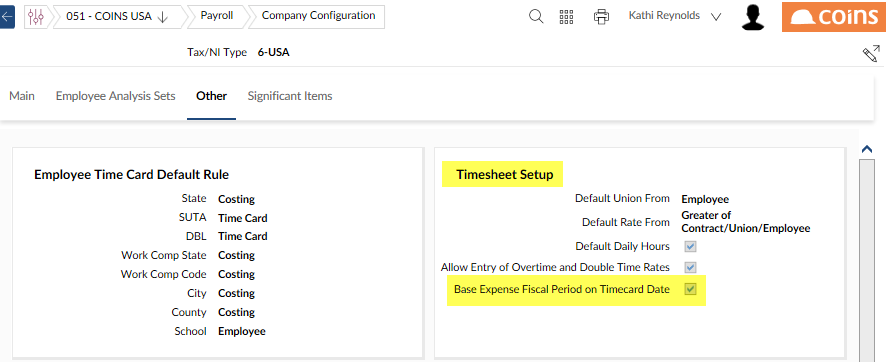 051 - COINS USA
Payroll
Company Configuration
Kathi Reynolds
coins
Tax/NI Type 6-USA
Main Employee Analysis Sets Other Significant Items
Employee Time Card Default Rule
State Costing
SUTA Time Card
DBL Time Card
Work Comp State Costing
Work Comp Code Costing
City Costing
County Costing
School Employee
Timesheet Setup
Default Union From Employee
Default Rate From Greater of
Contract/Union/Employee
Default Daily Hours
Allow Entry of Overtime and Double Time Rates
Base Expense Fiscal Period on Timecard Date